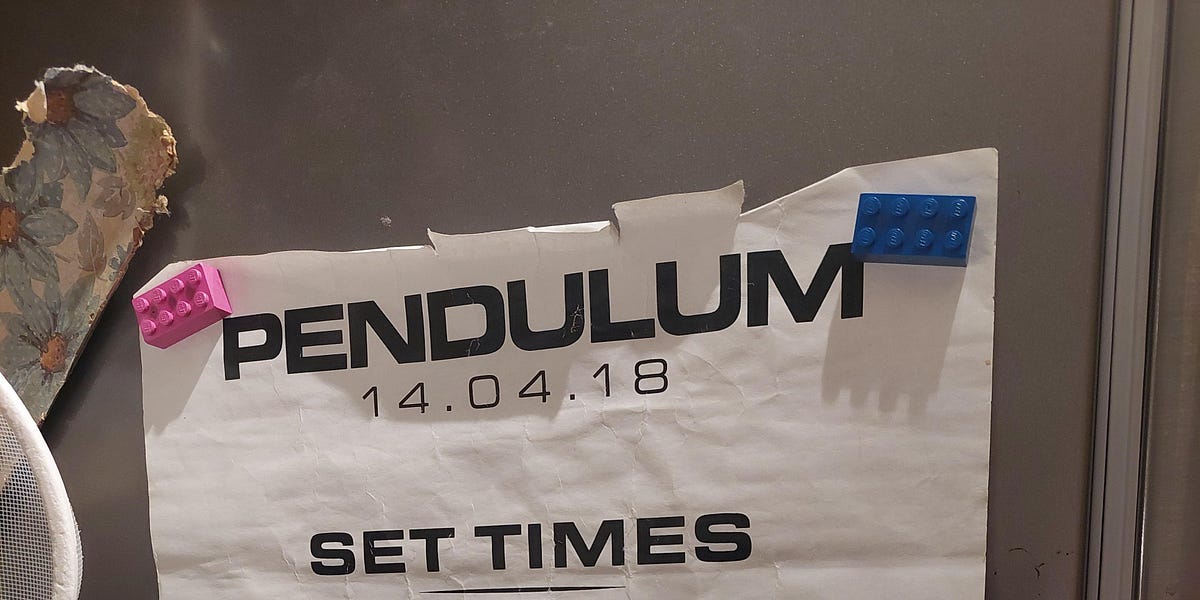 PENDULUM
14.04.18
SET TIMES